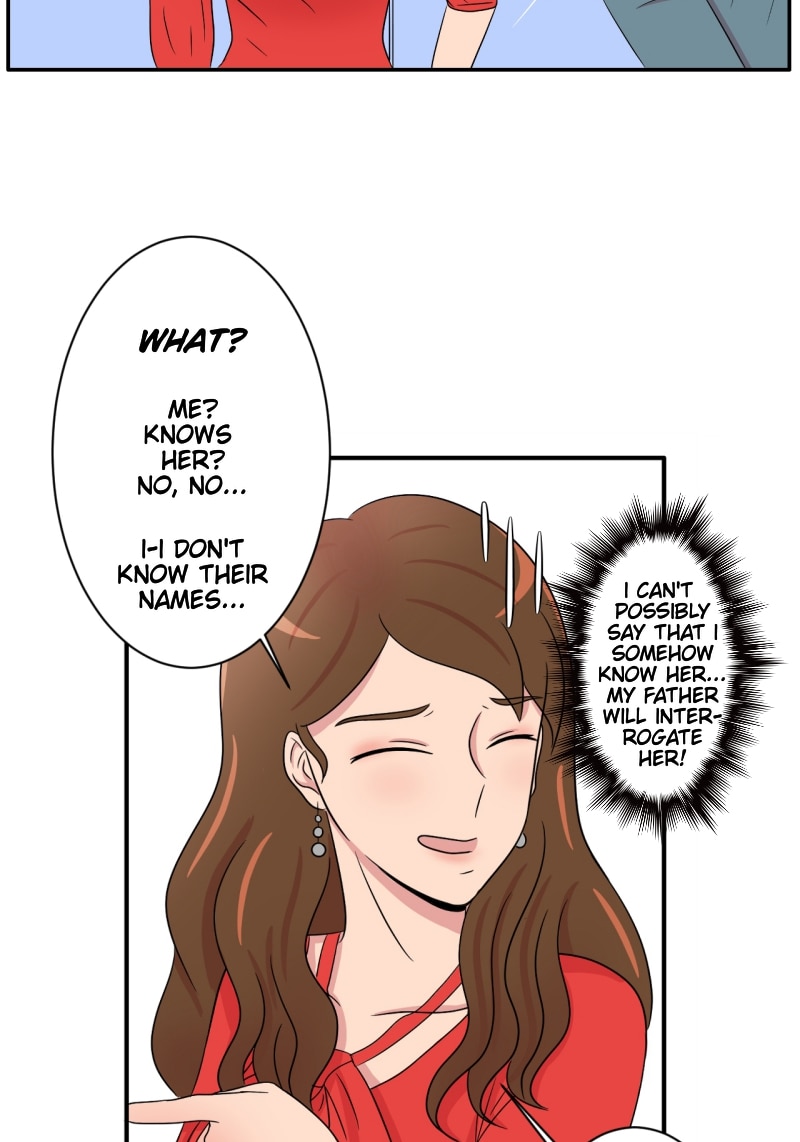 WHAT?
ME?
KNOWS
HER?
NO, NO...
I-I DON'T
KNOW THEIR
NAMES...
I CAN'T
POSSIBLY
SAY THAT I
SOMEHOW
KNOW HER...
MY FATHER
WILL INTER-
ROGATE
HER!